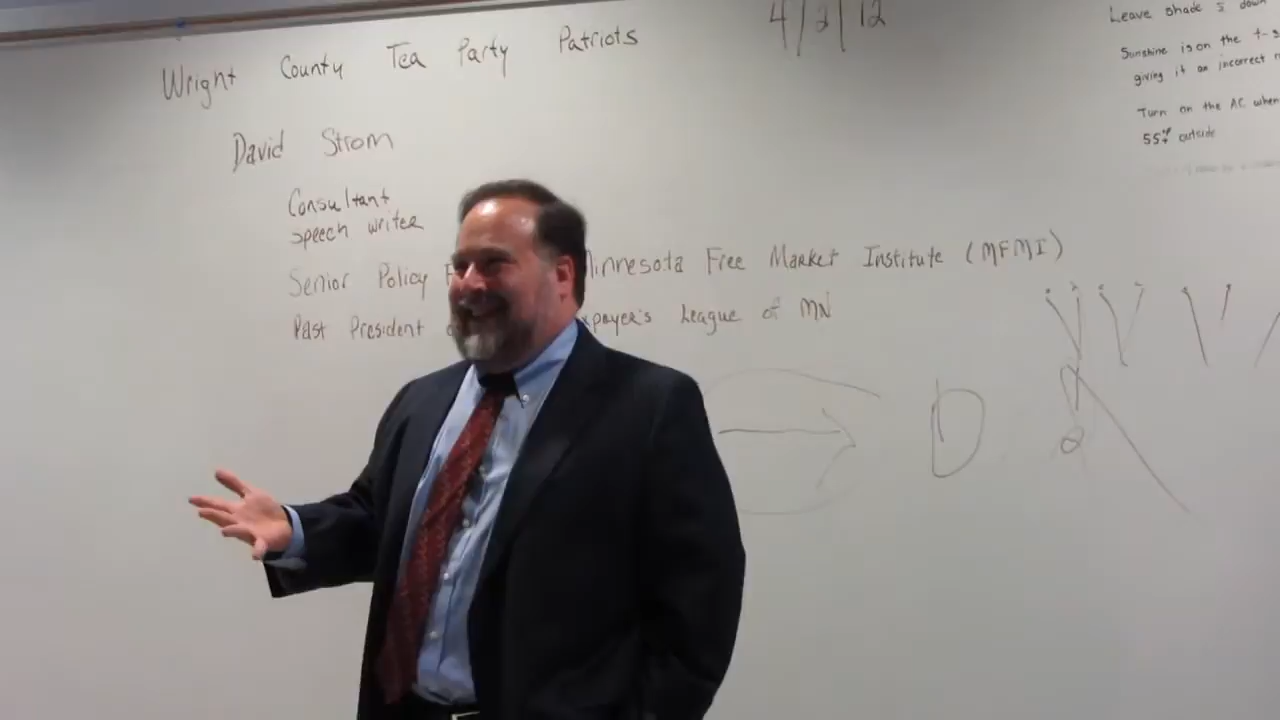 Wright County Tea Party Patriots
4/2/12
David Strom
Consultant
speech writer
Senior Policy F Minnesota Free Market Institute (MFMI)
Past President xpayer's League of MN
D
Leave shade s down
Sunshine is on the t-s
giving it an incorrect
Turn on the AC when
55° outside